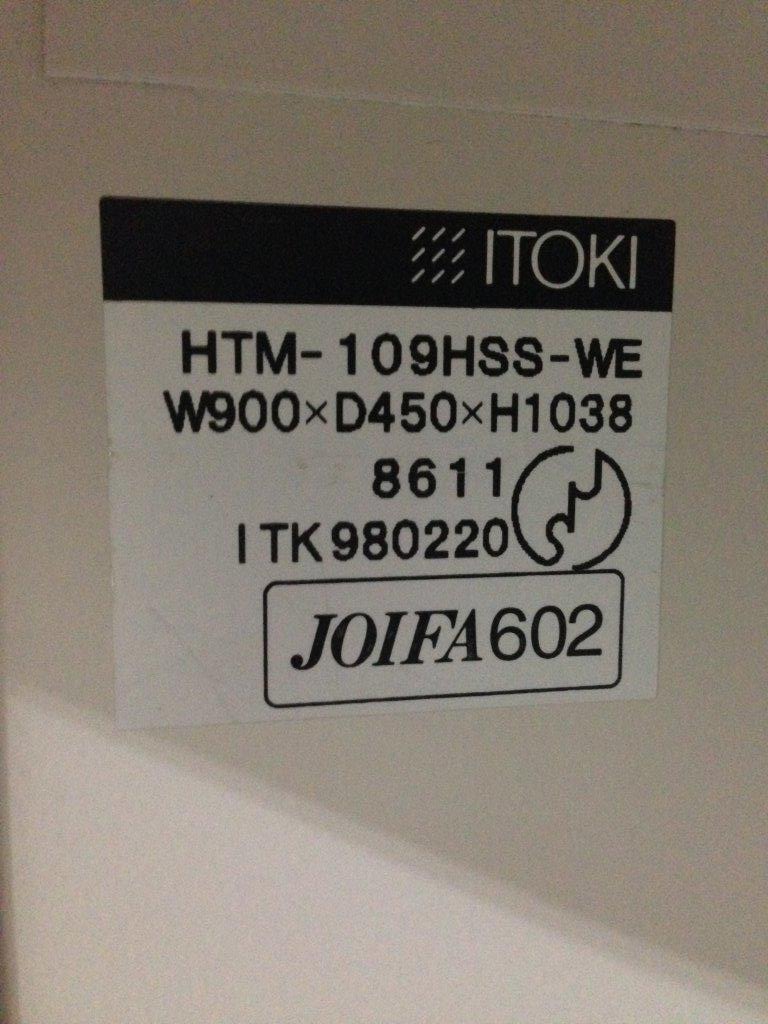 ITOKI
HTM-109HSS-WE
W900×D450×H1038
8611
ITK980220
JOIFA602